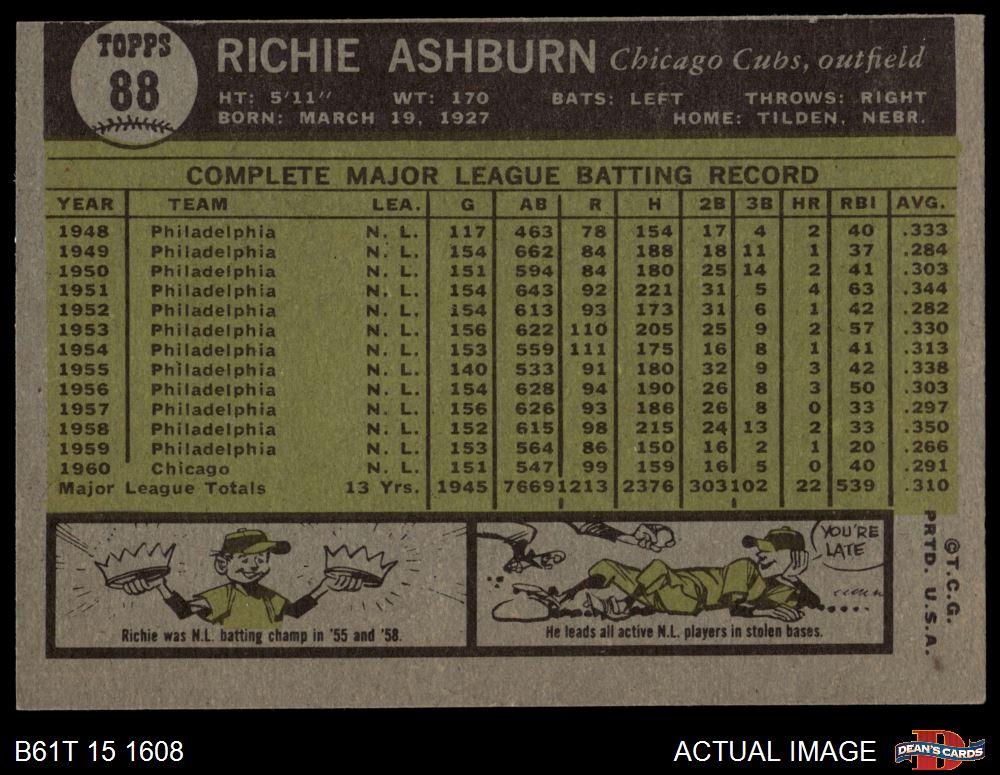 TOPPS
88
RICHIE ASHBURN Chicago Cubs, outfield
HT: 5'11" WT: 170 BATS: LEFT THROWS: RIGHT
BORN: MARCH 19, 1927 HOME: TILDEN, NEBR.
COMPLETE MAJOR LEAGUE BATTING RECORD
YEAR TEAM LEA. G AB R H 2B 3B HR RBI AVG.
1948 Philadelphia N. L. 117 463 78 154 17 4 2 40 .333
1949 Philadelphia N. L. 154 662 84 188 18 11 1 37 .284
1950 Philadelphia N. L. 151 594 84 180 25 14 2 41 .303
1951 Philadelphia N. L. 154 643 92 221 31 5 4 63 .344
1952 Philadelphia N. L. 154 613 93 173 31 6 1 42 .282
1953 Philadelphia N. L. 156 622 110 205 25 9 2 57 .330
1954 Philadelphia N. L. 153 559 111 175 16 8 1 41 .313
1955 Philadelphia N. L. 140 533 91 180 32 9 3 42 .338
1956 Philadelphia N. L. 154 628 94 190 26 8 3 50 .303
1957 Philadelphia N. L. 156 626 93 186 26 8 0 33 .297
1958 Philadelphia N. L. 152 615 98 215 24 13 2 33 .350
1959 Philadelphia N. L. 153 564 86 150 16 2 1 20 .266
1960 Chicago N. L. 151 547 99 159 16 5 0 40 .291
Major League Totals 13 Yrs. 1945 7669 1213 2376 303 102 22 539 .310
YOU'RE
LATE
Richie was N.L. batting champ in '55 and '58.
He leads all active N.L. players in stolen bases.
©T.C.G.
PRTD. U.S.A.
B61T 15 1608
ACTUAL IMAGE
DEAN'S CARDS